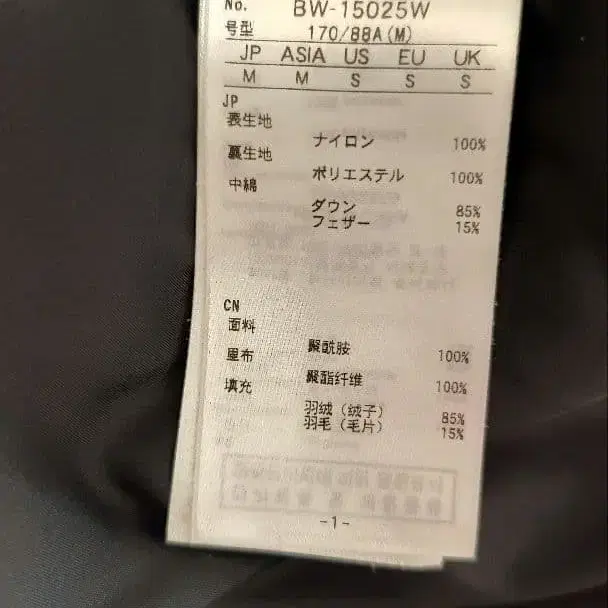 No. BW-15025W
号型 170/88A(M)
JP ASIA US EU UK
M M S S S
JP
表生地 ナイロン 100%
裏生地 ポリエステル 100%
中綿 ダウン 85%
フェザー 15%
CN
面料 聚酰胺 100%
里布 聚酯纤维 100%
填充 羽绒（绒子） 85%
羽毛（毛片） 15%
-1-